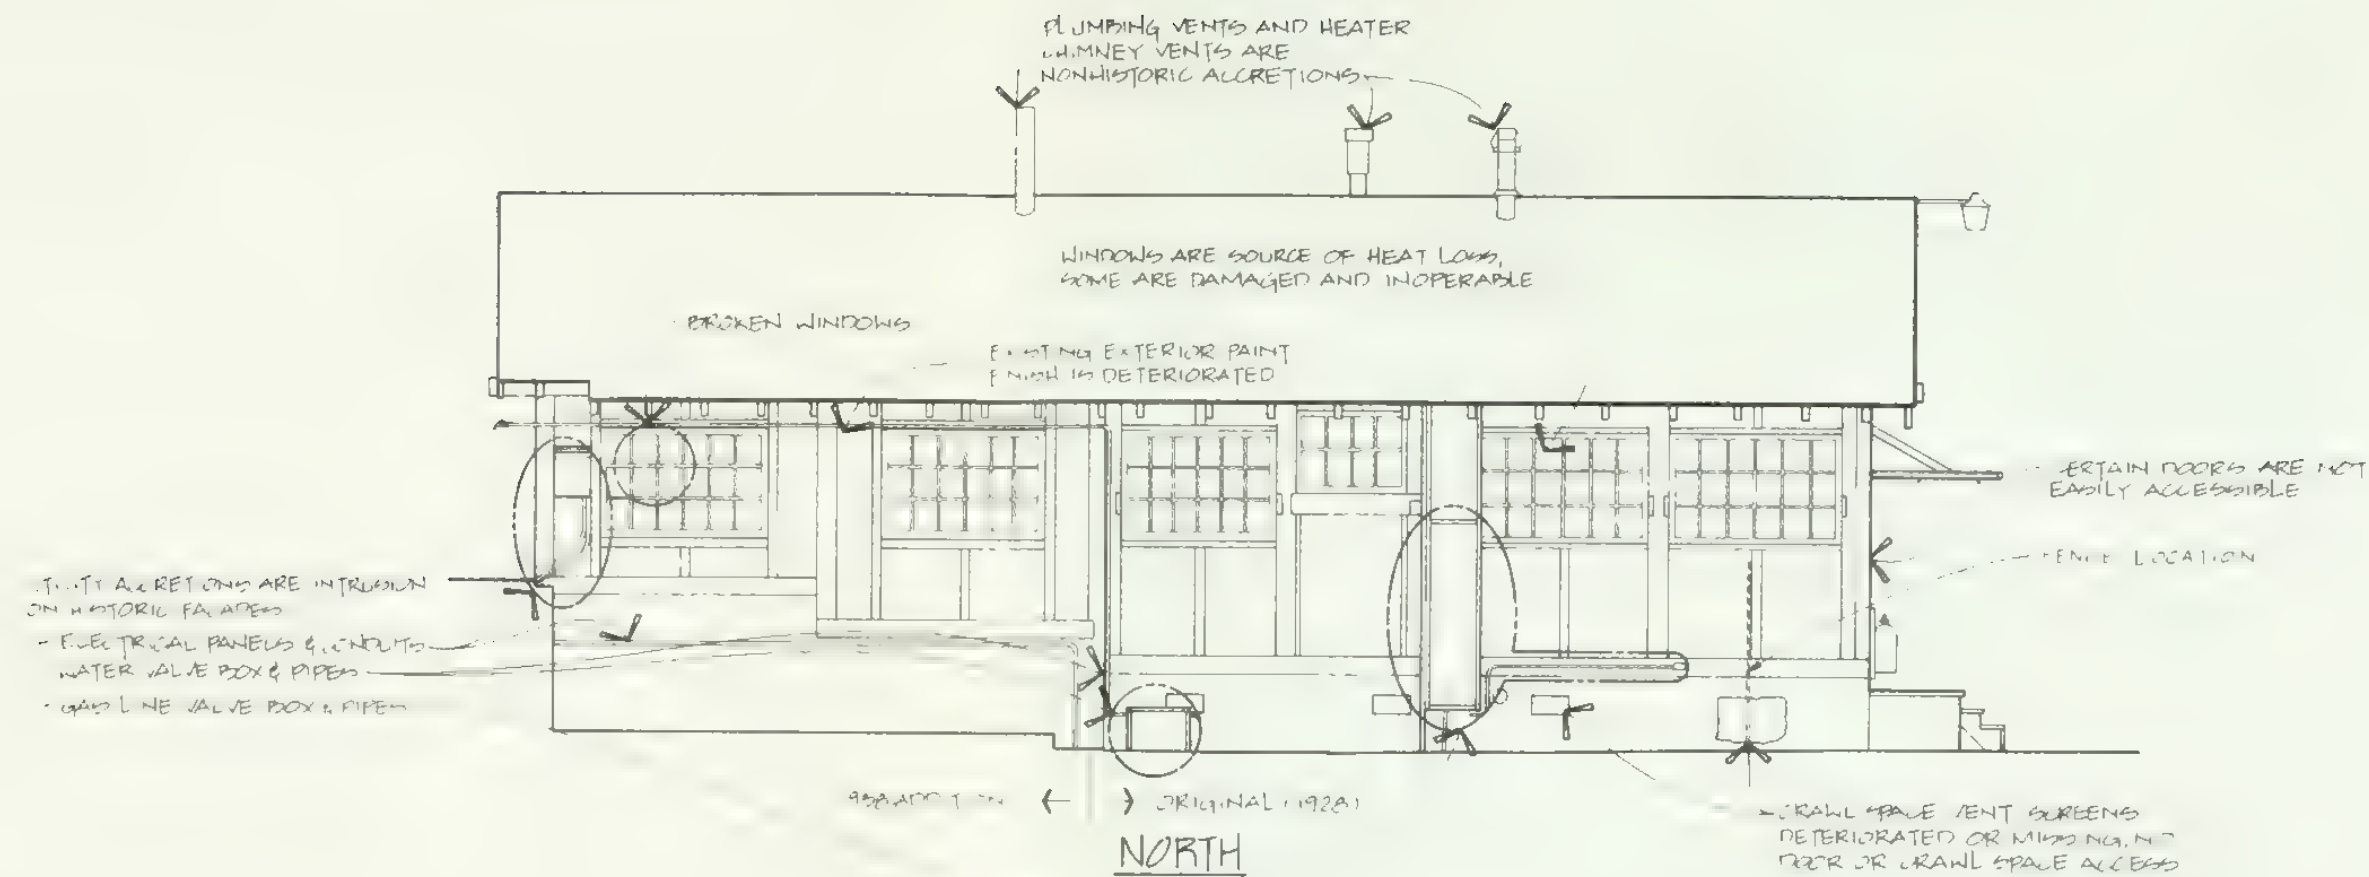 PLUMBING VENTS AND HEATER
CHIMNEY VENTS ARE
NONHISTORIC ACCRETIONS
WINDOWS ARE SOURCE OF HEAT LOSS,
SOME ARE DAMAGED AND INOPERABLE
BROKEN WINDOWS
EXISTING EXTERIOR PAINT
FINISH IS DETERIORATED
CERTAIN DOORS ARE NOT
EASILY ACCESSIBLE
FENCE LOCATION
UTILITY ACCRETIONS ARE INTRUSION
ON HISTORIC FACADES
- ELECTRICAL PANELS & CONDUITS
WATER VALVE BOX & PIPES
- GAS LINE VALVE BOX & PIPES
ADDITION ← → ORIGINAL (1928)
CRAWL SPACE VENT SCREENS
DETERIORATED OR MISSING, NO
DOOR OR CRAWL SPACE ACCESS
NORTH